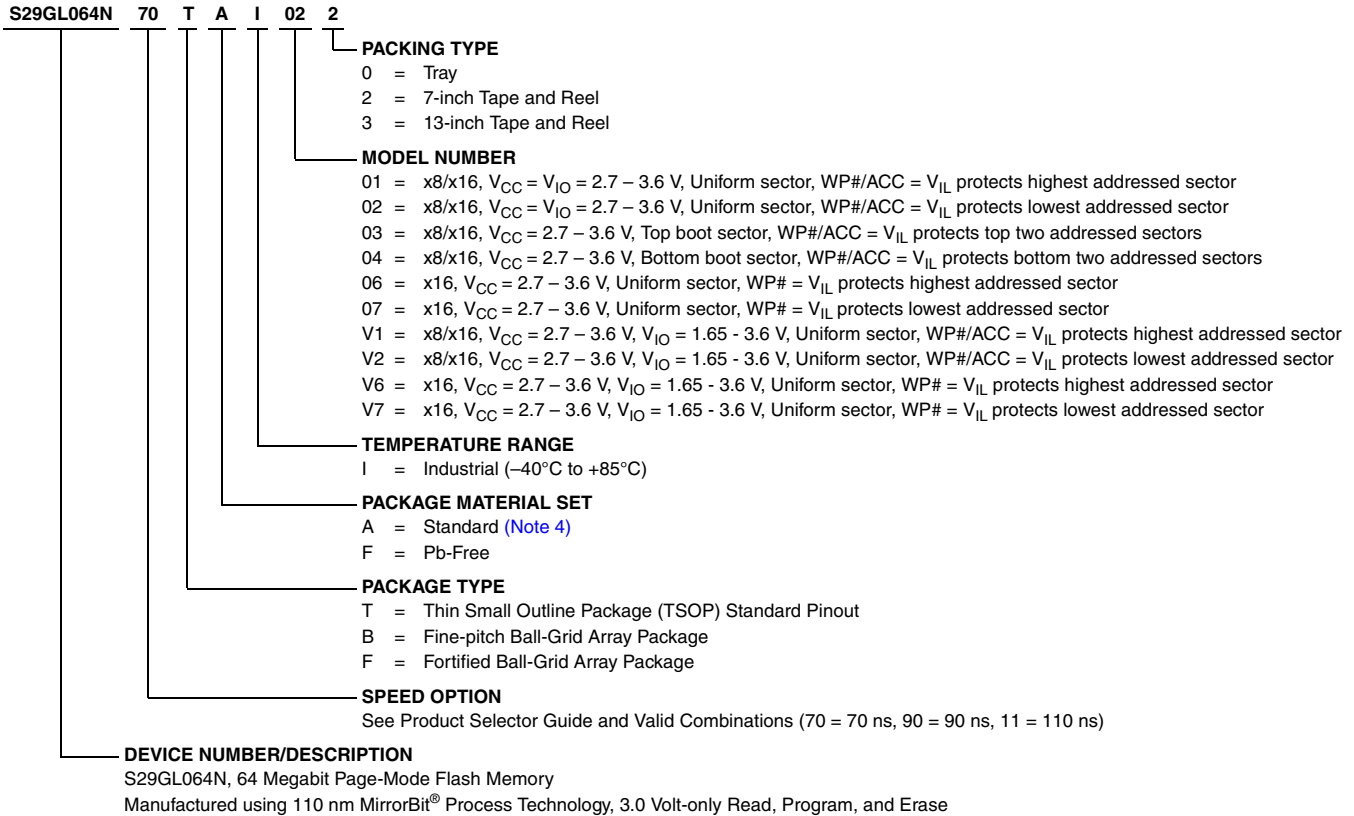 S29GL064N 70 T A I 02 2
PACKING TYPE
0 = Tray
2 = 7-inch Tape and Reel
3 = 13-inch Tape and Reel
MODEL NUMBER
01 = x8/x16, VCC = VIO = 2.7 – 3.6 V, Uniform sector, WP#/ACC = VIL protects highest addressed sector
02 = x8/x16, VCC = VIO = 2.7 – 3.6 V, Uniform sector, WP#/ACC = VIL protects lowest addressed sector
03 = x8/x16, VCC = 2.7 – 3.6 V, Top boot sector, WP#/ACC = VIL protects top two addressed sectors
04 = x8/x16, VCC = 2.7 – 3.6 V, Bottom boot sector, WP#/ACC = VIL protects bottom two addressed sectors
06 = x16, VCC = 2.7 – 3.6 V, Uniform sector, WP# = VIL protects highest addressed sector
07 = x16, VCC = 2.7 – 3.6 V, Uniform sector, WP# = VIL protects lowest addressed sector
V1 = x8/x16, VCC = 2.7 – 3.6 V, VIO = 1.65 - 3.6 V, Uniform sector, WP#/ACC = VIL protects highest addressed sector
V2 = x8/x16, VCC = 2.7 – 3.6 V, VIO = 1.65 - 3.6 V, Uniform sector, WP#/ACC = VIL protects lowest addressed sector
V6 = x16, VCC = 2.7 – 3.6 V, VIO = 1.65 - 3.6 V, Uniform sector, WP# = VIL protects highest addressed sector
V7 = x16, VCC = 2.7 – 3.6 V, VIO = 1.65 - 3.6 V, Uniform sector, WP# = VIL protects lowest addressed sector
TEMPERATURE RANGE
I = Industrial (–40°C to +85°C)
PACKAGE MATERIAL SET
A = Standard (Note 4)
F = Pb-Free
PACKAGE TYPE
T = Thin Small Outline Package (TSOP) Standard Pinout
B = Fine-pitch Ball-Grid Array Package
F = Fortified Ball-Grid Array Package
SPEED OPTION
See Product Selector Guide and Valid Combinations (70 = 70 ns, 90 = 90 ns, 11 = 110 ns)
DEVICE NUMBER/DESCRIPTION
S29GL064N, 64 Megabit Page-Mode Flash Memory
Manufactured using 110 nm MirrorBit® Process Technology, 3.0 Volt-only Read, Program, and Erase